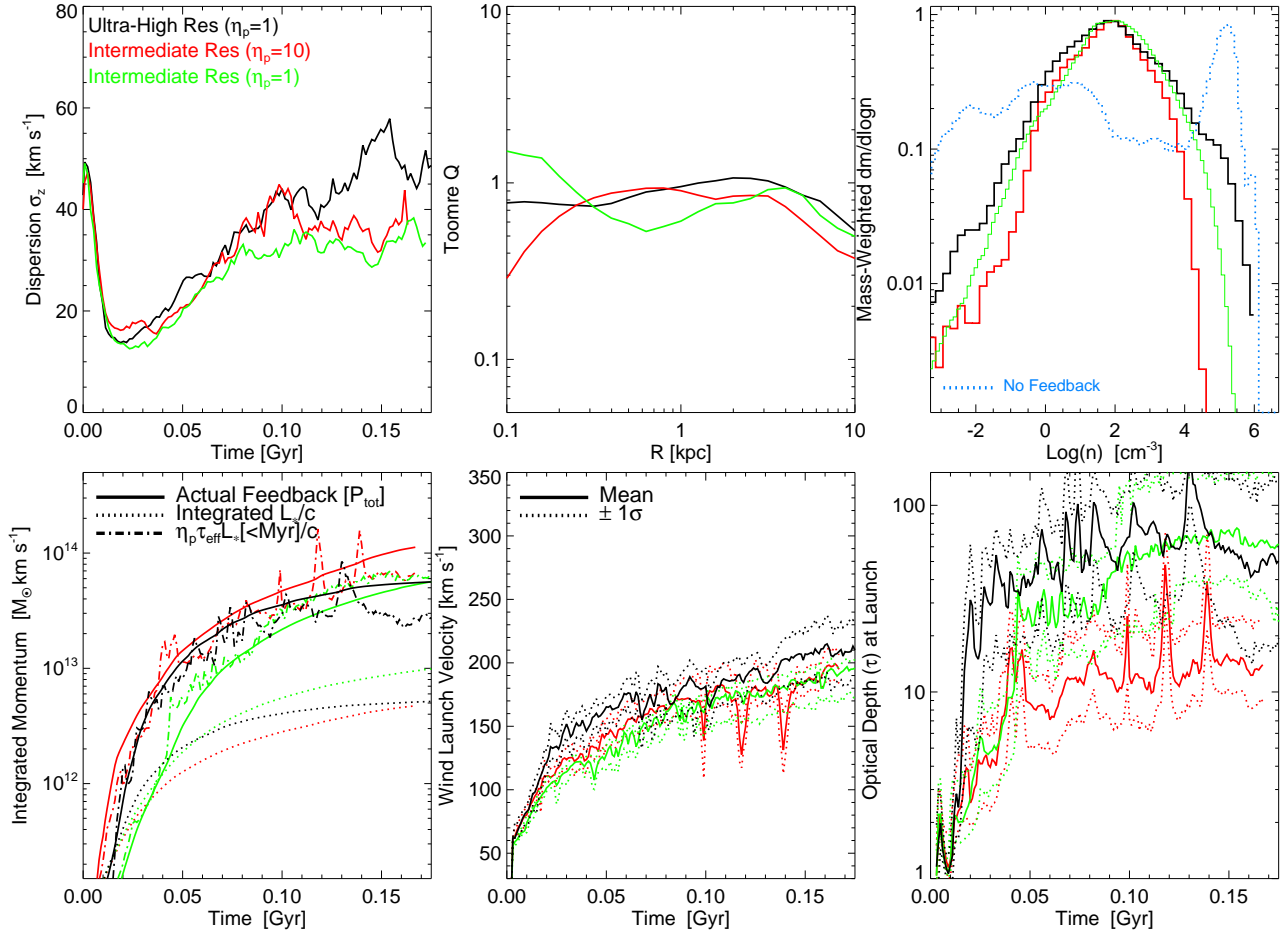 Ultra-High Res (ηp=1)
Intermediate Res (ηp=10)
Intermediate Res (ηp=1)
Dispersion σz [km s-1]
80
60
40
20
0
0.00
0.05
0.10
0.15
Time [Gyr]
Toomre Q
1
0.1
0.1
1
10
R [kpc]
Mass-Weighted dm/dlogn
1
0.1
0.01
No Feedback
-2
0
2
4
6
Log(n) [cm-3]
Actual Feedback [Ptot]
Integrated L*/c
ηpτeffL*[<Myr]/c
Integrated Momentum [M⊙ km s-1]
10^14
10^13
10^12
0.00
0.05
0.10
0.15
Time [Gyr]
Mean
± 1σ
Wind Launch Velocity [km s-1]
350
300
250
200
150
100
50
0.00
0.05
0.10
0.15
Time [Gyr]
Optical Depth (τ) at Launch
100
10
1
0.00
0.05
0.10
0.15
Time [Gyr]